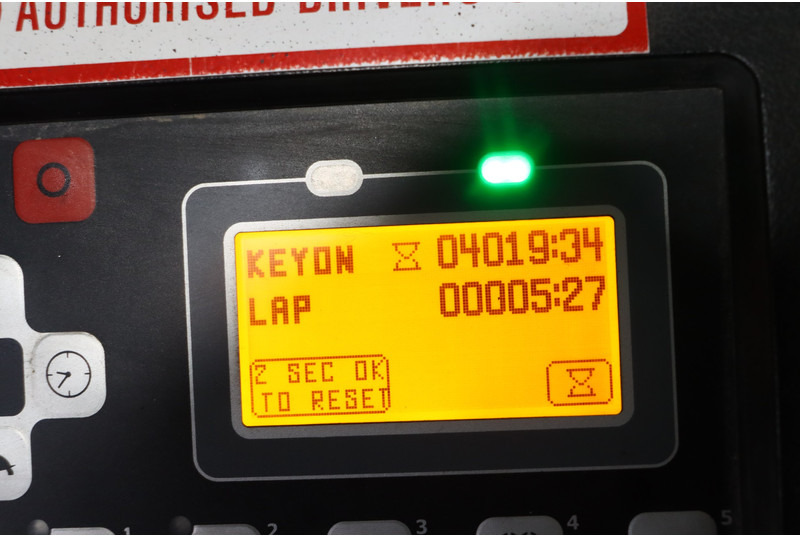 AUTHORISED DRIVERS
KEYON 04019:34
LAP 00005:27
2 SEC OK
TO RESET
1 2 3 4 5